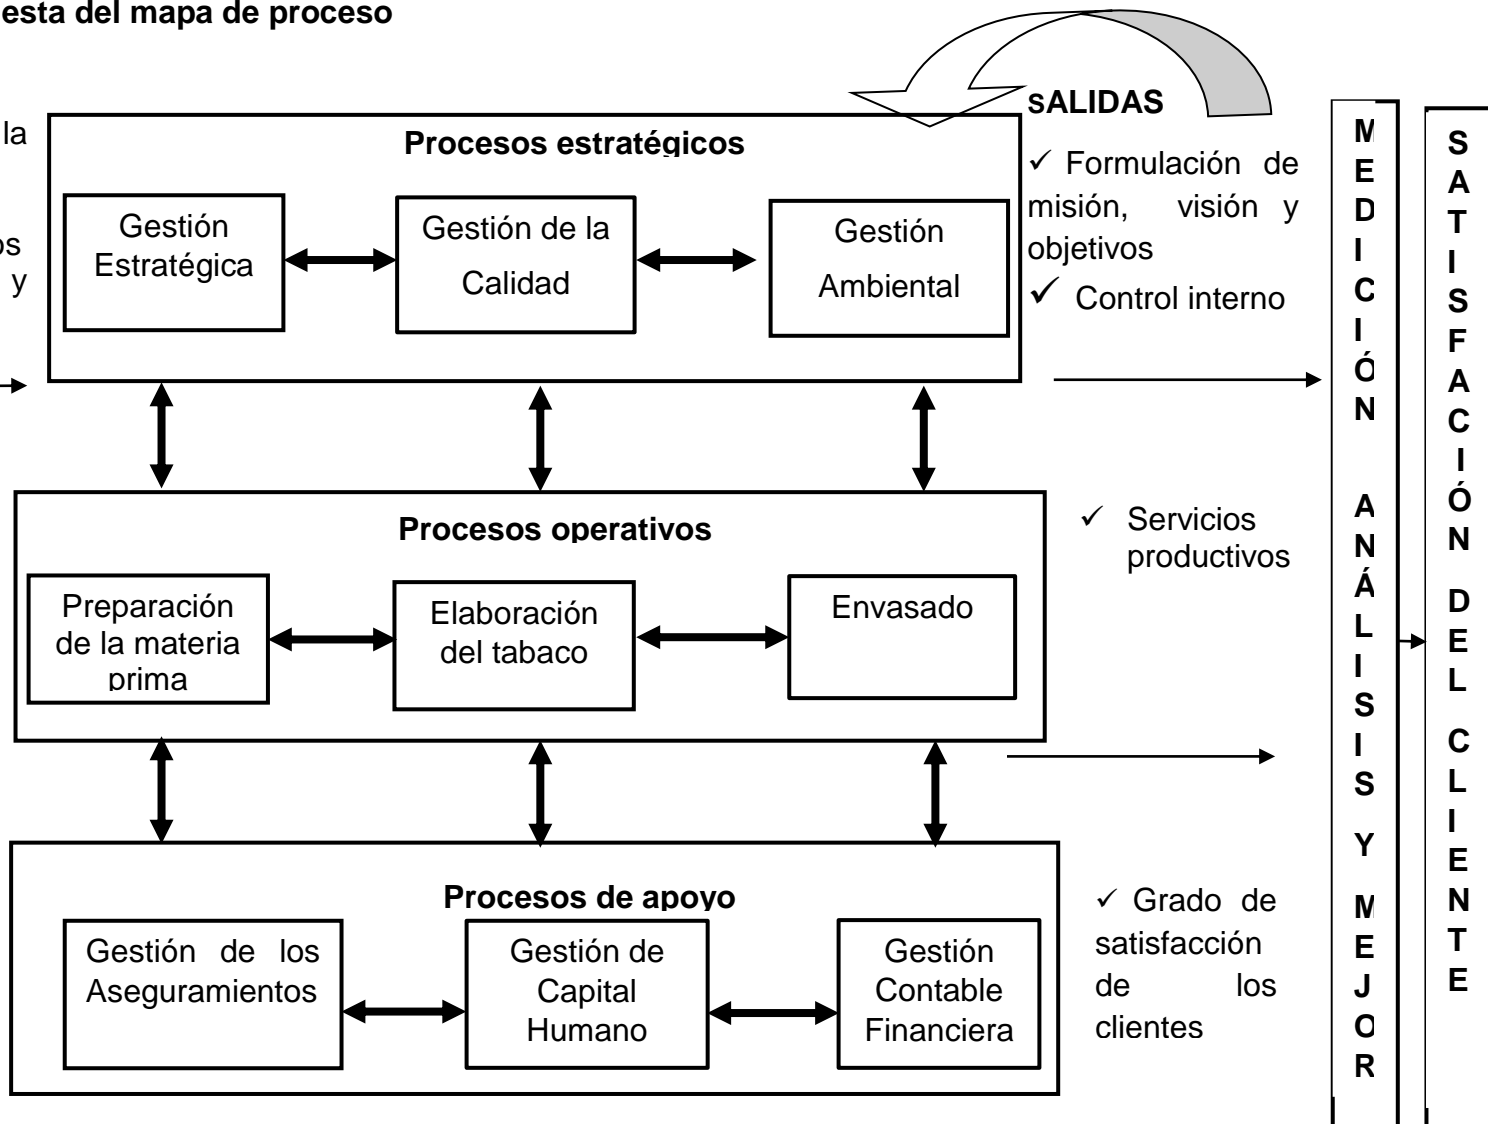 esta del mapa de proceso
la
os
y
Procesos estratégicos
Gestión
Estratégica
Gestión de la
Calidad
Gestión
Ambiental
sALIDAS
✓ Formulación de
misión, visión y
objetivos
✓ Control interno
Procesos operativos
Preparación
de la materia
prima
Elaboración
del tabaco
Envasado
✓ Servicios
productivos
Procesos de apoyo
Gestión de los
Aseguramientos
Gestión de
Capital
Humano
Gestión
Contable
Financiera
✓ Grado de
satisfacción
de los
clientes
MEDICIÓN ANÁLISIS Y MEJOR
SATISFACIÓN DEL CLIENTE